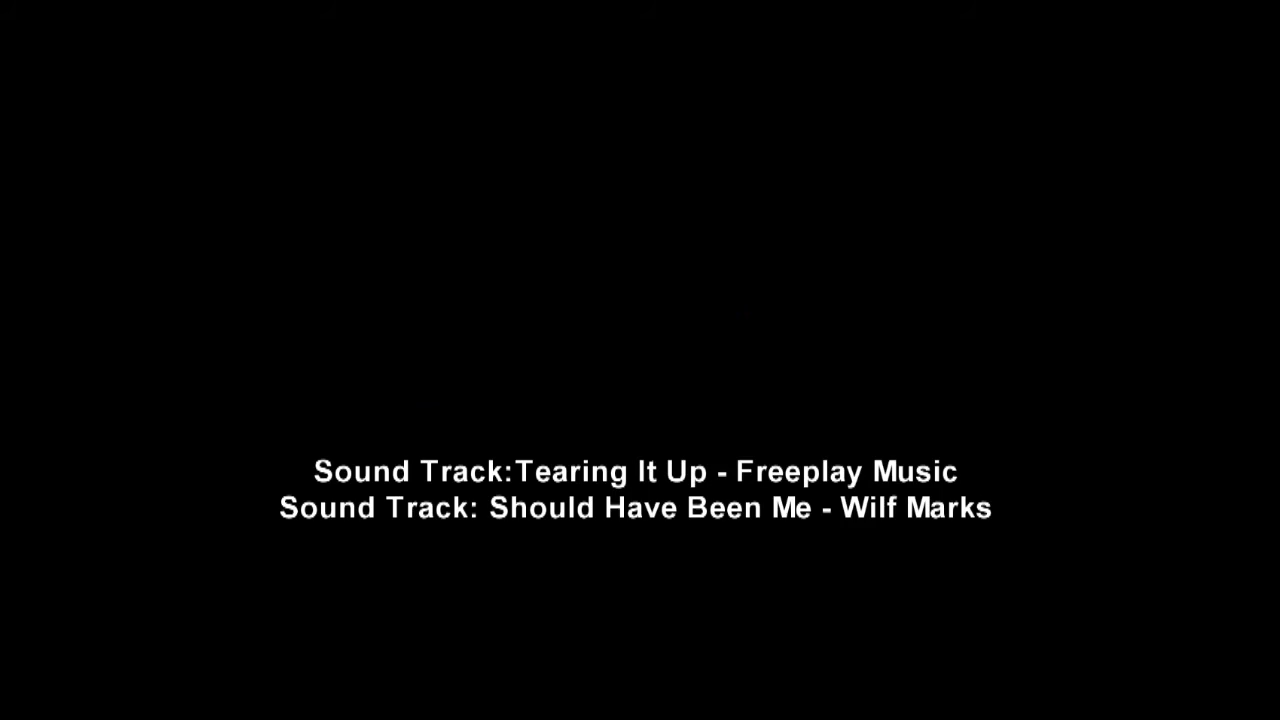 Sound Track:Tearing It Up - Freeplay Music
Sound Track: Should Have Been Me - Wilf Marks